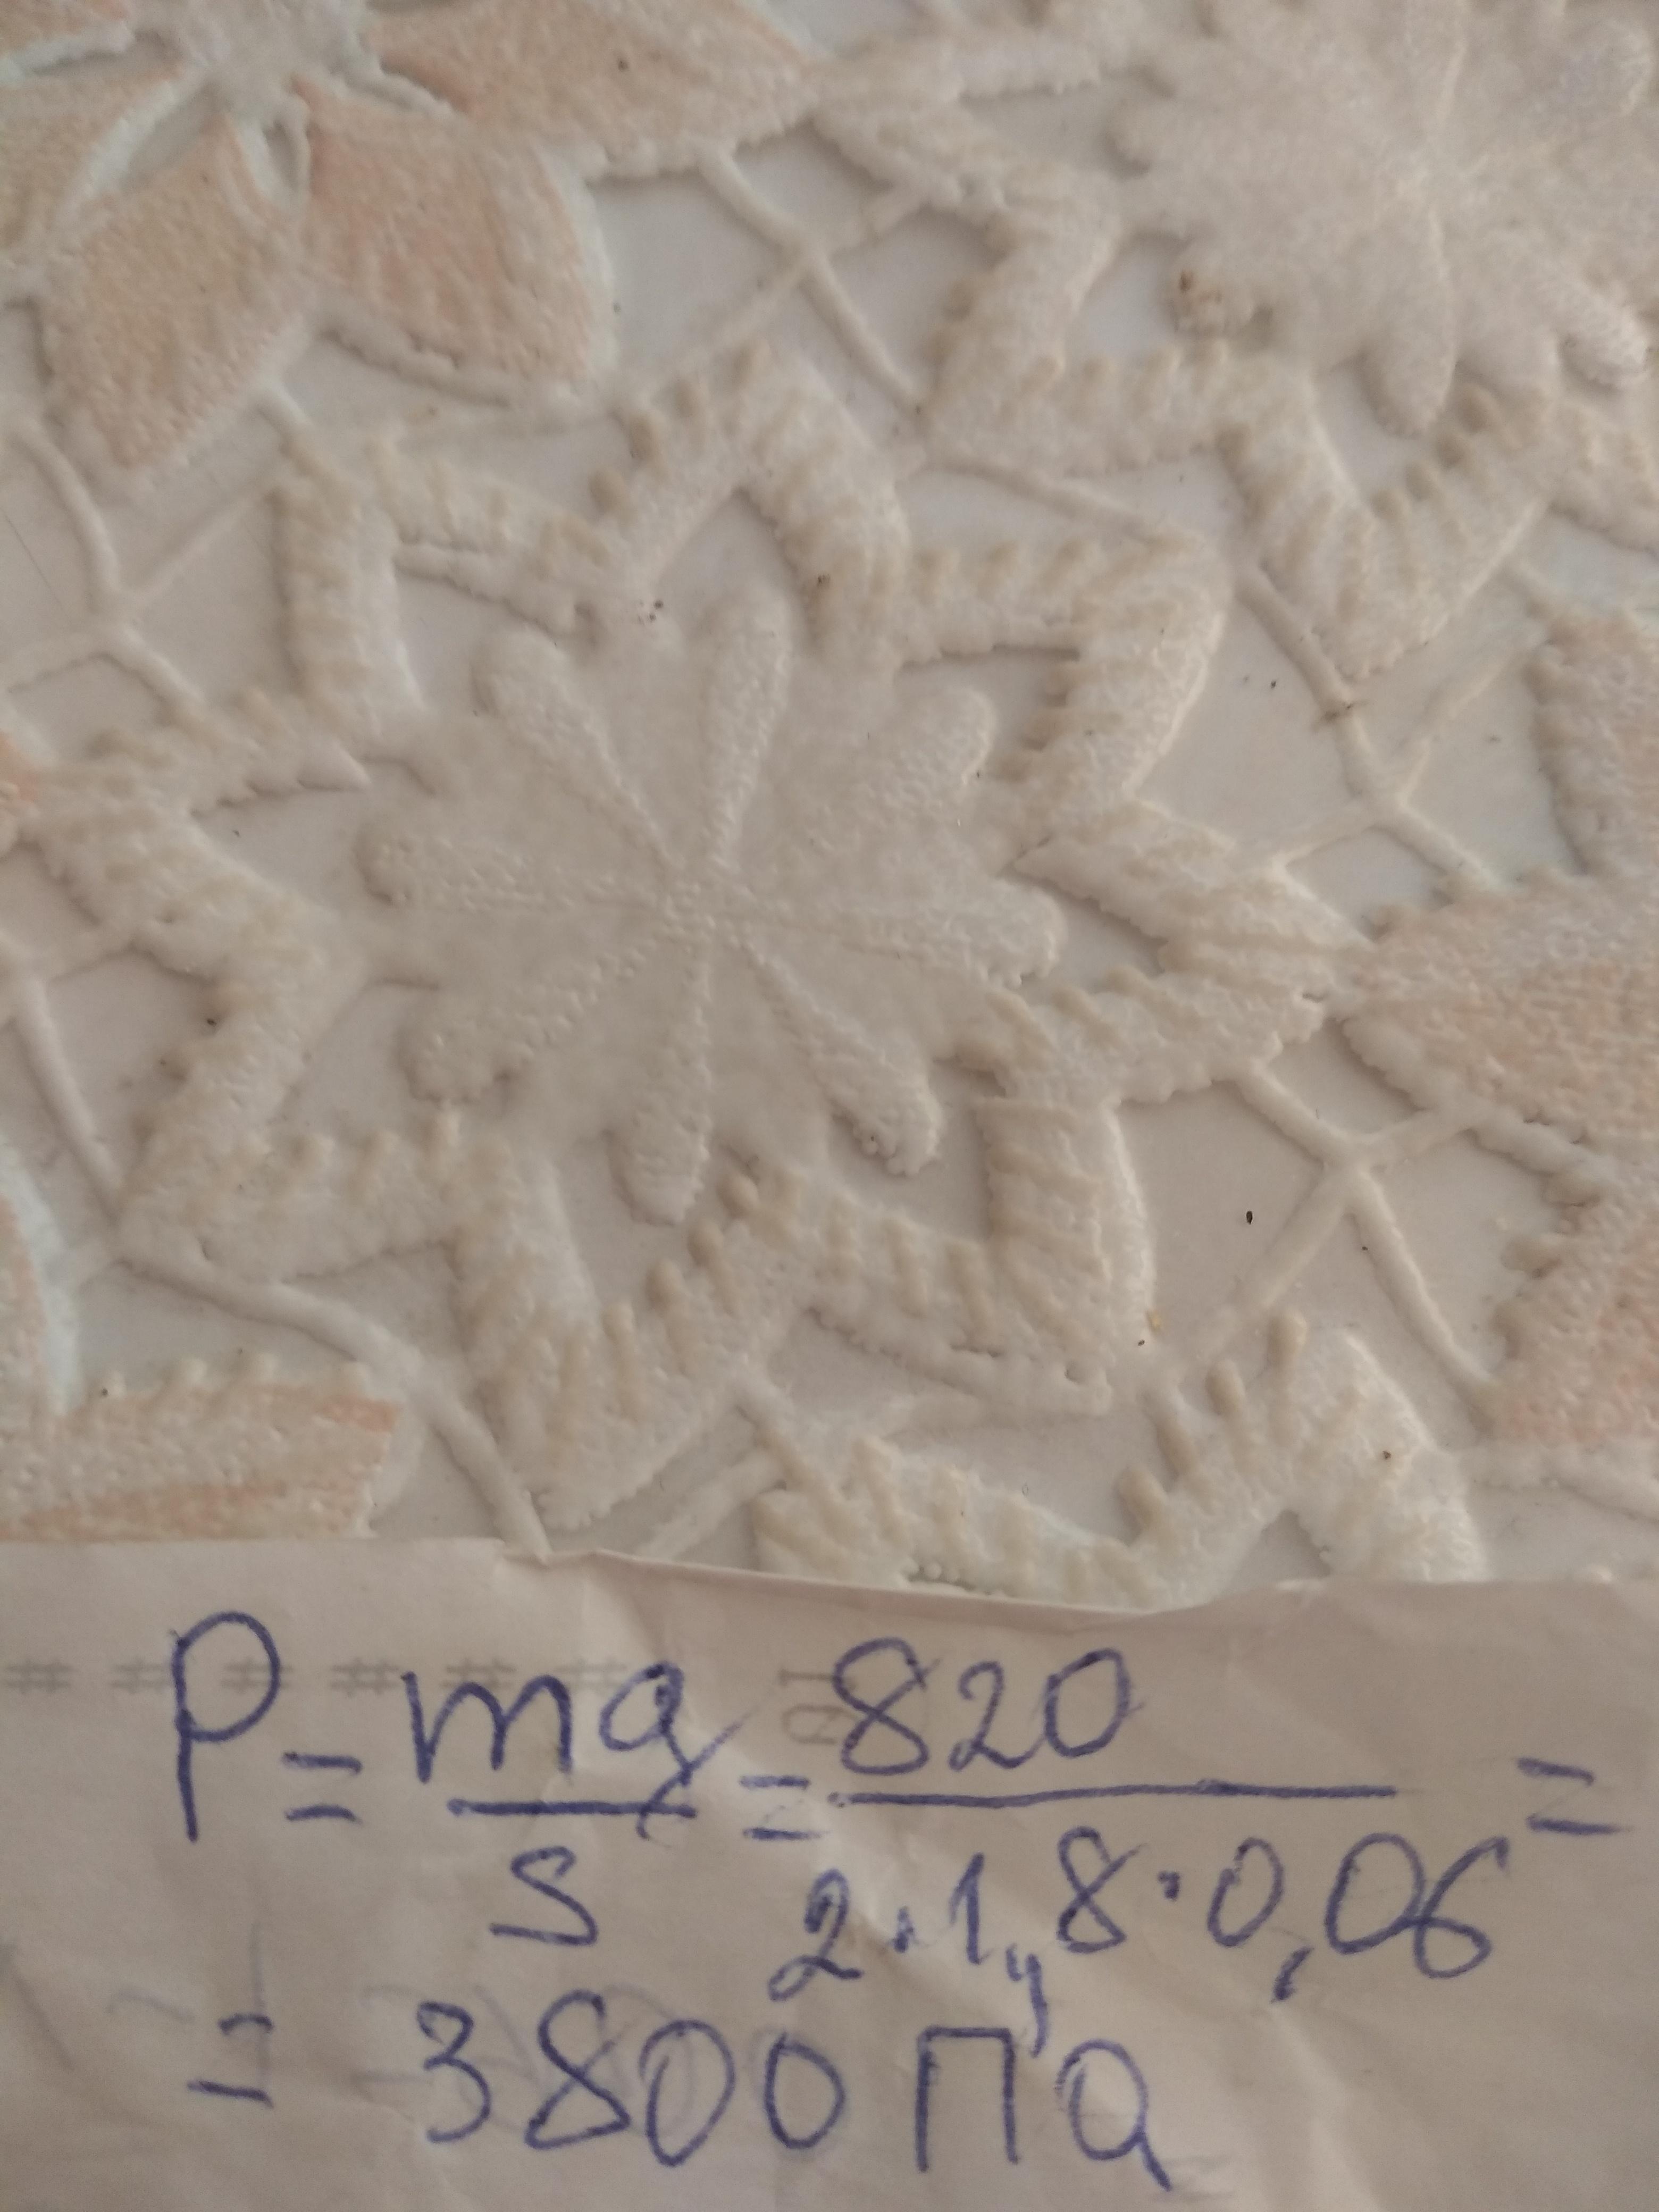 P = mg/S = 820/(2·1,8·0,06) =
= 3800 Па